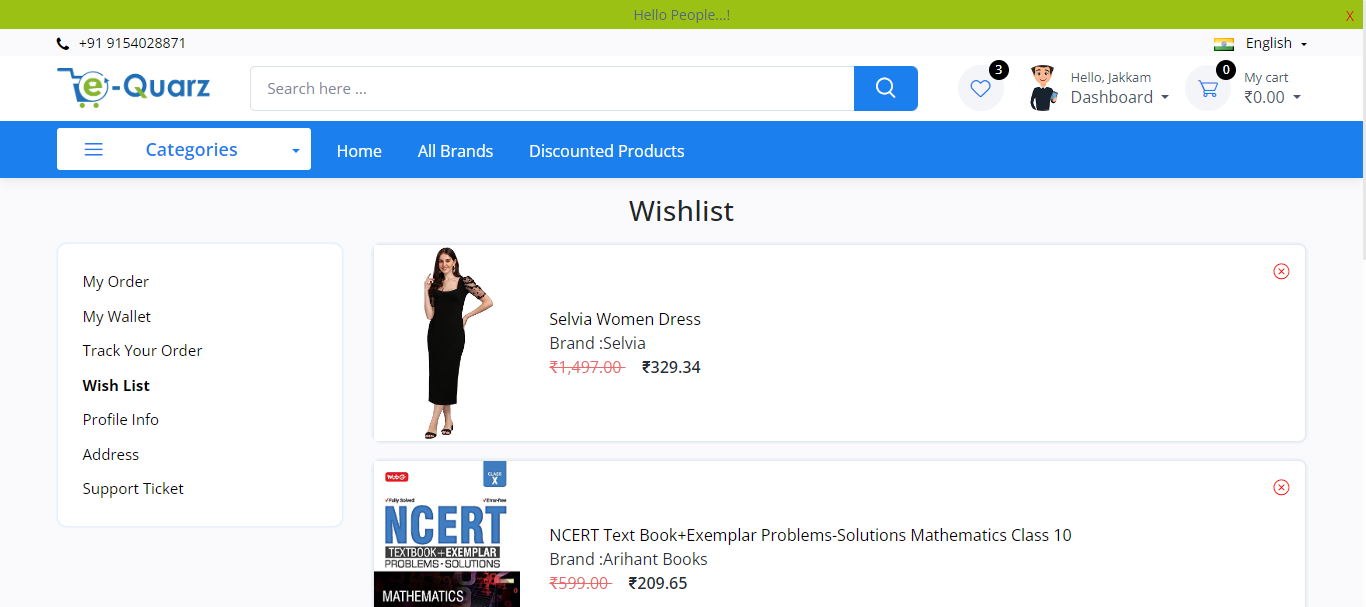 Hello People...!
X
+91 9154028871
English
e-Quarz
Search here ...
3
Hello, Jakkam
Dashboard
0
My cart
₹0.00
Categories
Home
All Brands
Discounted Products
Wishlist
My Order
My Wallet
Track Your Order
Wish List
Profile Info
Address
Support Ticket
Selvia Women Dress
Brand :Selvia
₹1,497.00 ₹329.34
CLASS
X
Fully Solved
Error-Free
NCERT
TEXTBOOK+EXEMPLAR
PROBLEMS-SOLUTIONS
MATHEMATICS
NCERT Text Book+Exemplar Problems-Solutions Mathematics Class 10
Brand :Arihant Books
₹599.00 ₹209.65